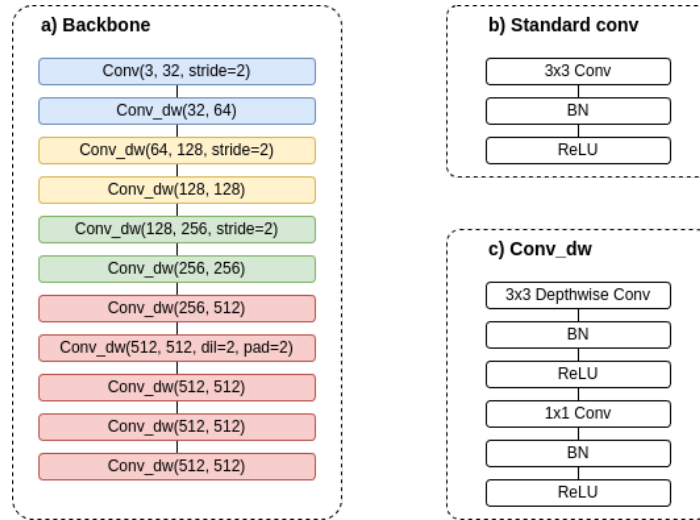 a) Backbone
Conv(3, 32, stride=2)
Conv_dw(32, 64)
Conv_dw(64, 128, stride=2)
Conv_dw(128, 128)
Conv_dw(128, 256, stride=2)
Conv_dw(256, 256)
Conv_dw(256, 512)
Conv_dw(512, 512, dil=2, pad=2)
Conv_dw(512, 512)
Conv_dw(512, 512)
Conv_dw(512, 512)
b) Standard conv
3x3 Conv
BN
ReLU
c) Conv_dw
3x3 Depthwise Conv
BN
ReLU
1x1 Conv
BN
ReLU